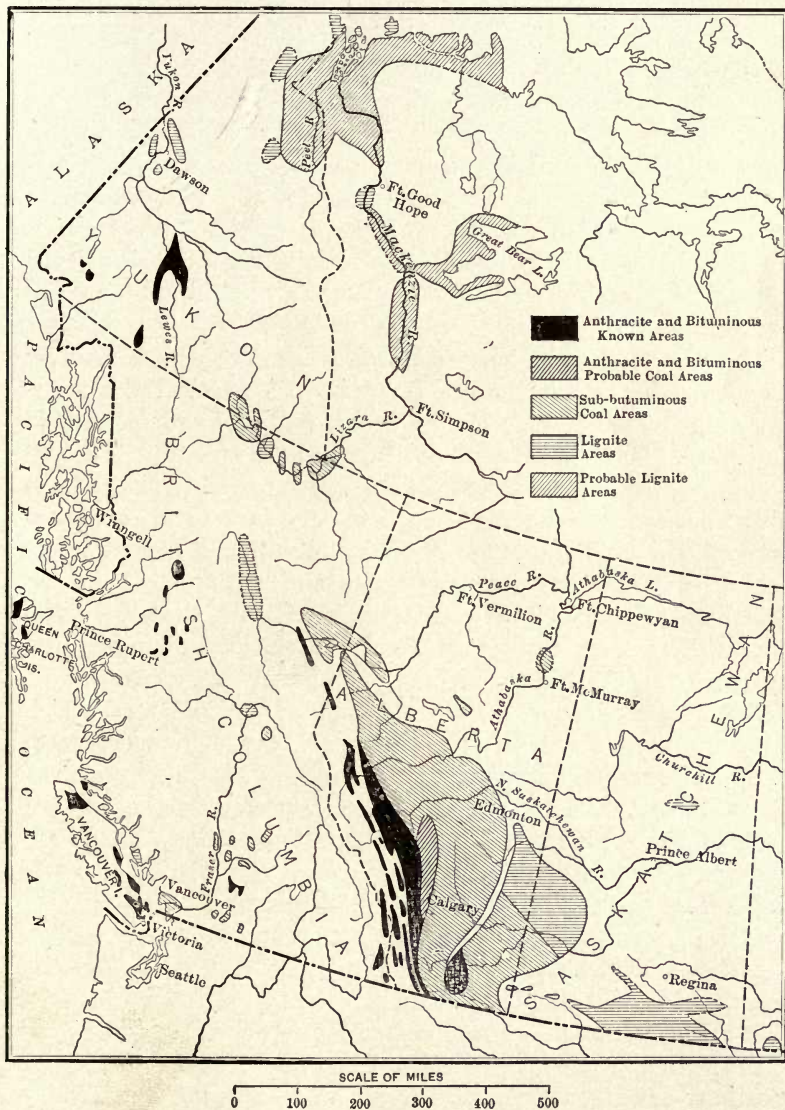 ALASKA
Yukon R.
Dawson
Peel R.
Ft. Good
Hope
Mackenzie R.
Great Bear L.
YUKON
Lewes R.
Anthracite and Bituminous
Known Areas
Anthracite and Bituminous
Probable Coal Areas
Sub-butuminous
Coal Areas
Lignite
Areas
Probable Lignite
Areas
Lizara R.
Ft. Simpson
PACIFIC OCEAN
BRITISH COLUMBIA
Wrnngell
Peace R.
Ft. Vermilion
Athabaska L.
Ft. Chippewyan
QUEEN
CHARLOTTE
IS.
Prince Rupert
ALBERTA
Athabaska R.
Ft. McMurray
SASKATCHEWAN
Churchill R.
N. Saskatchewan R.
Edmonton
Prince Albert
VANCOUVER I.
Fraser R.
Vancouver
Calgary
Victoria
Seattle
Regina
SCALE OF MILES
0 100 200 300 400 500